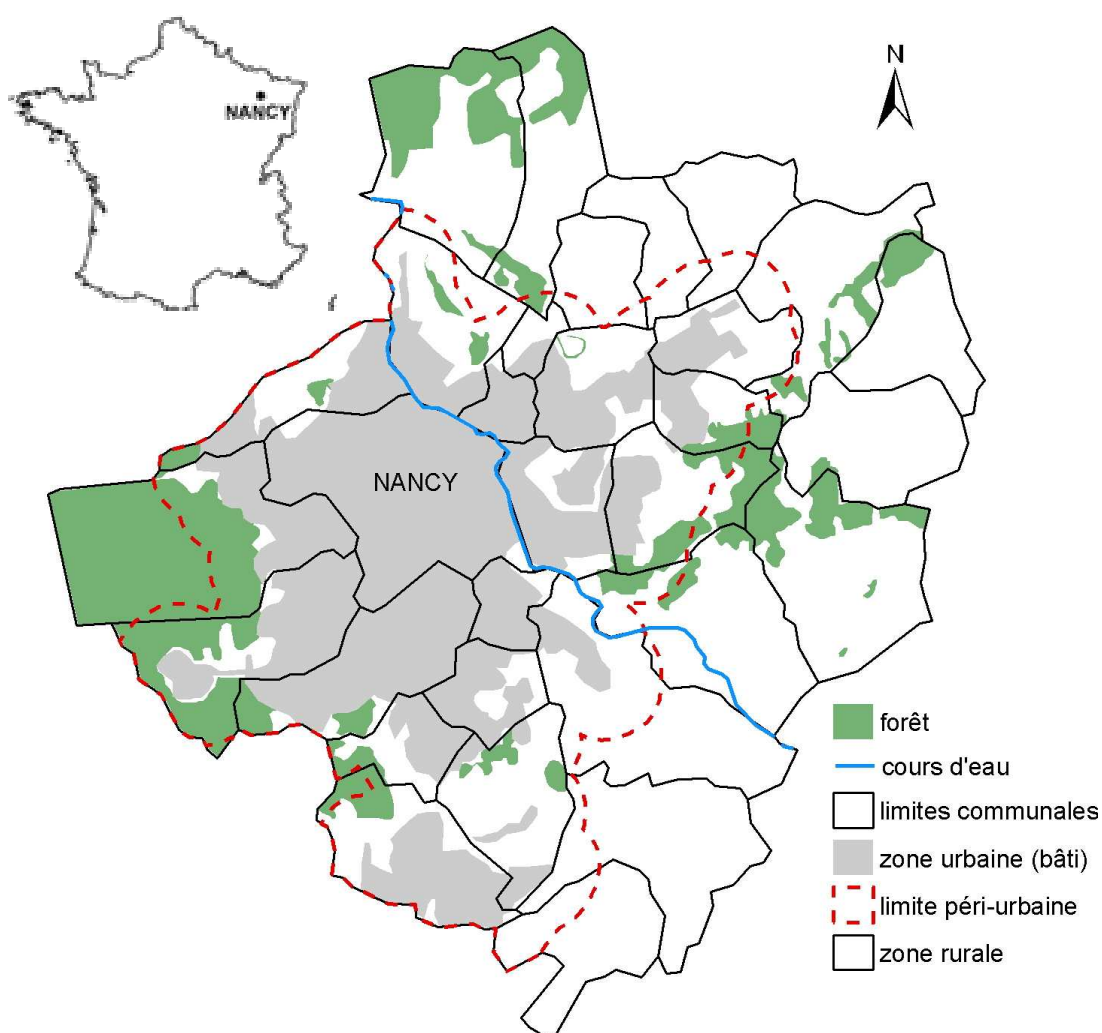 NANCY
N
NANCY
forêt
cours d'eau
limites communales
zone urbaine (bâti)
limite péri-urbaine
zone rurale